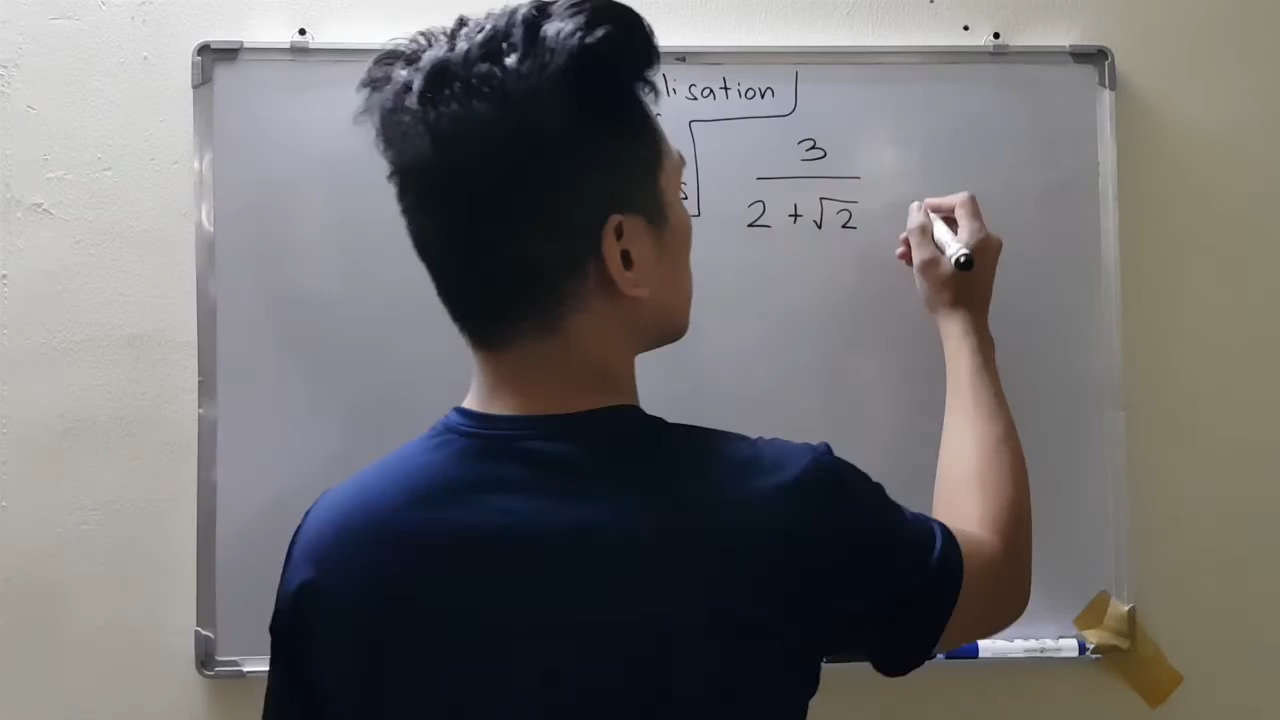 lisation
3
2 + √2